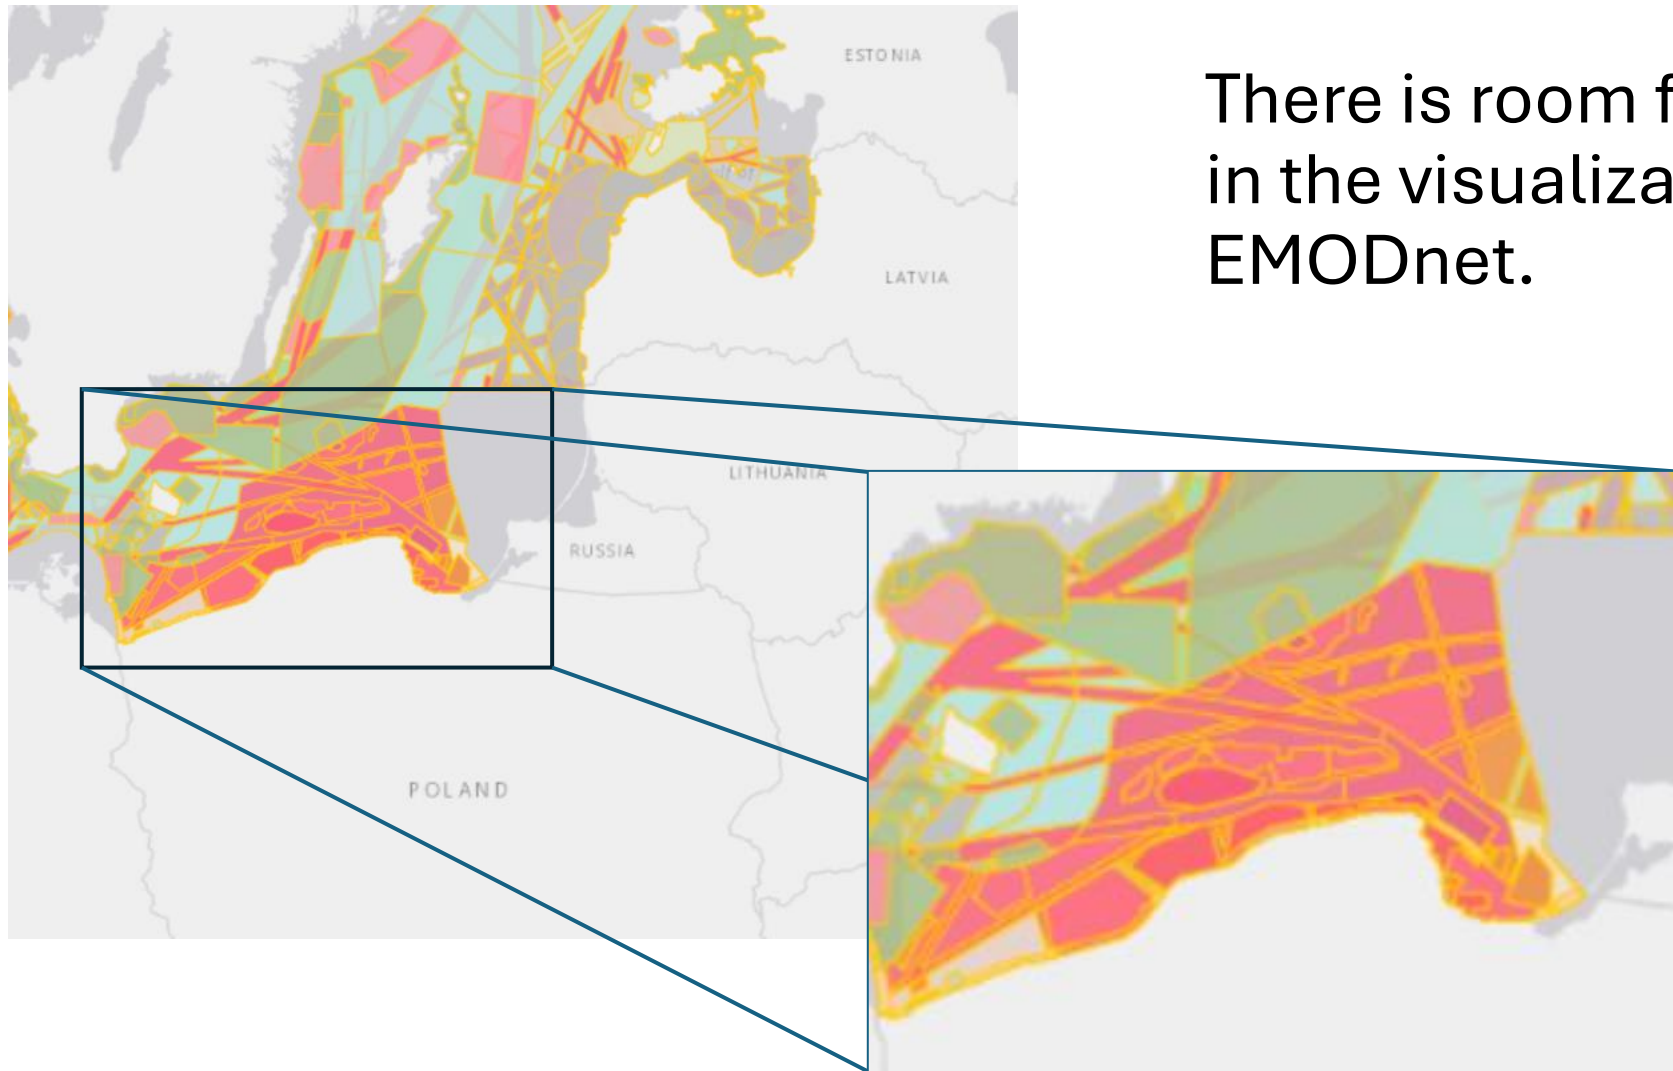 There is room f
in the visualiza
EMODnet.
ESTONIA
LATVIA
LITHUANIA
RUSSIA
POLAND